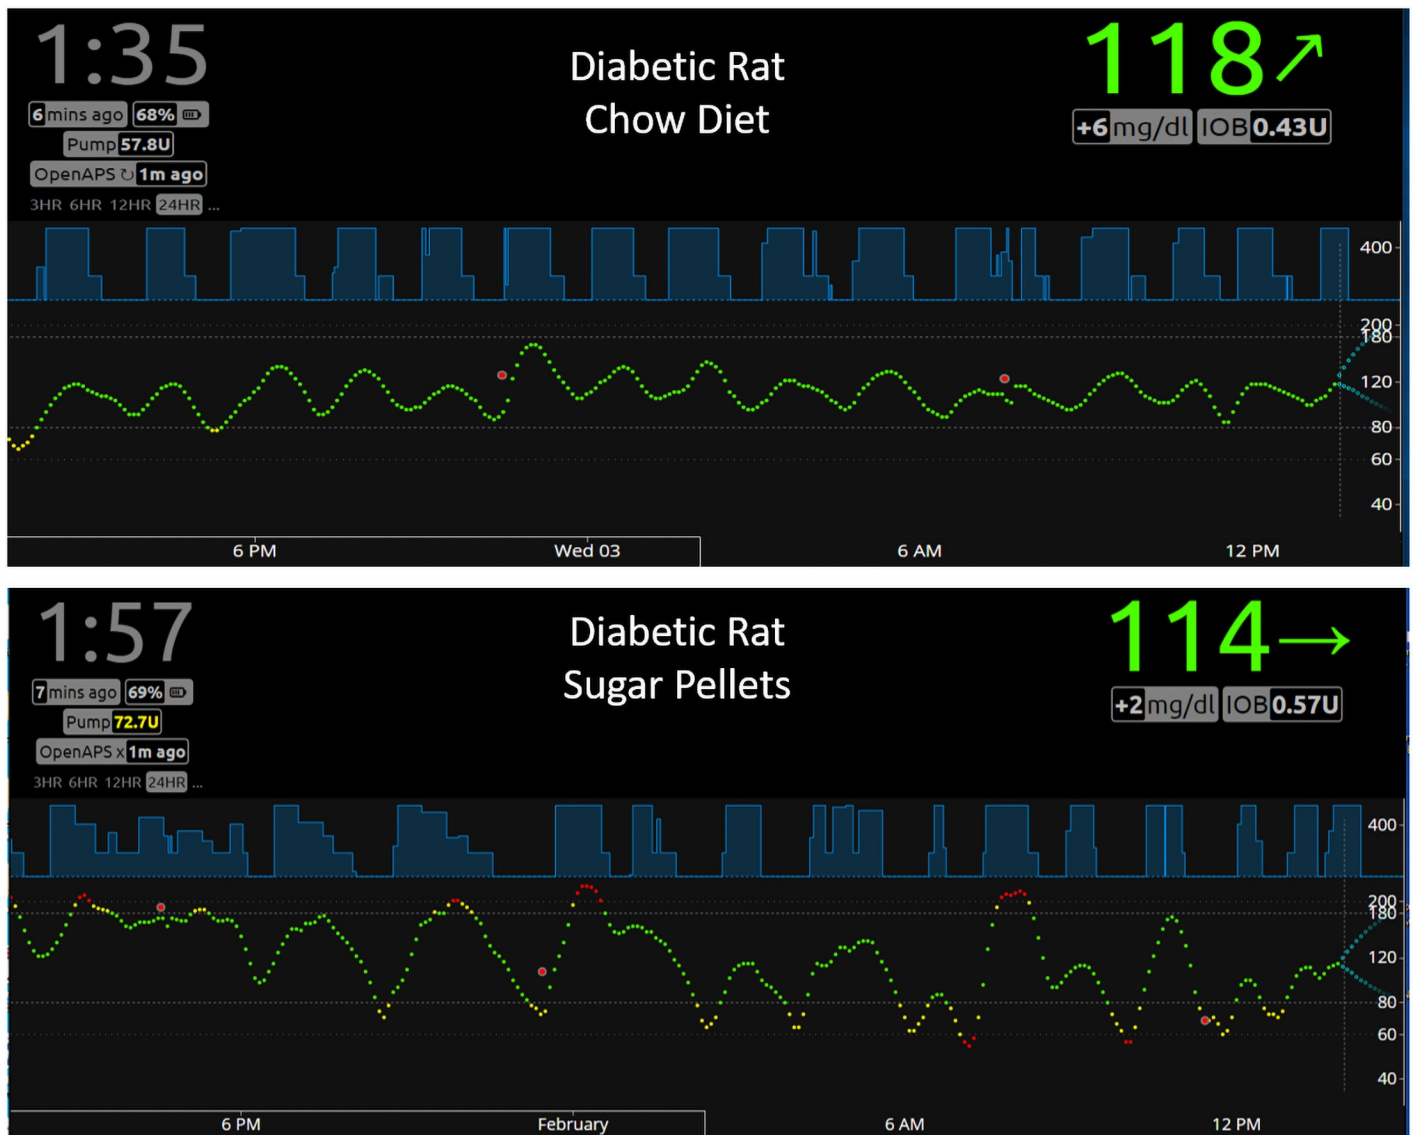 1:35
6 mins ago 68%
Pump 57.8U
OpenAPS ↻ 1m ago
3HR 6HR 12HR 24HR ...
Diabetic Rat
Chow Diet
118↗
+6 mg/dl IOB 0.43U
400
200
180
120
80
60
40
6 PM Wed 03 6 AM 12 PM
1:57
7 mins ago 69%
Pump 72.7U
OpenAPS x 1m ago
3HR 6HR 12HR 24HR ...
Diabetic Rat
Sugar Pellets
114→
+2 mg/dl IOB 0.57U
400
200
180
120
80
60
40
6 PM February 6 AM 12 PM